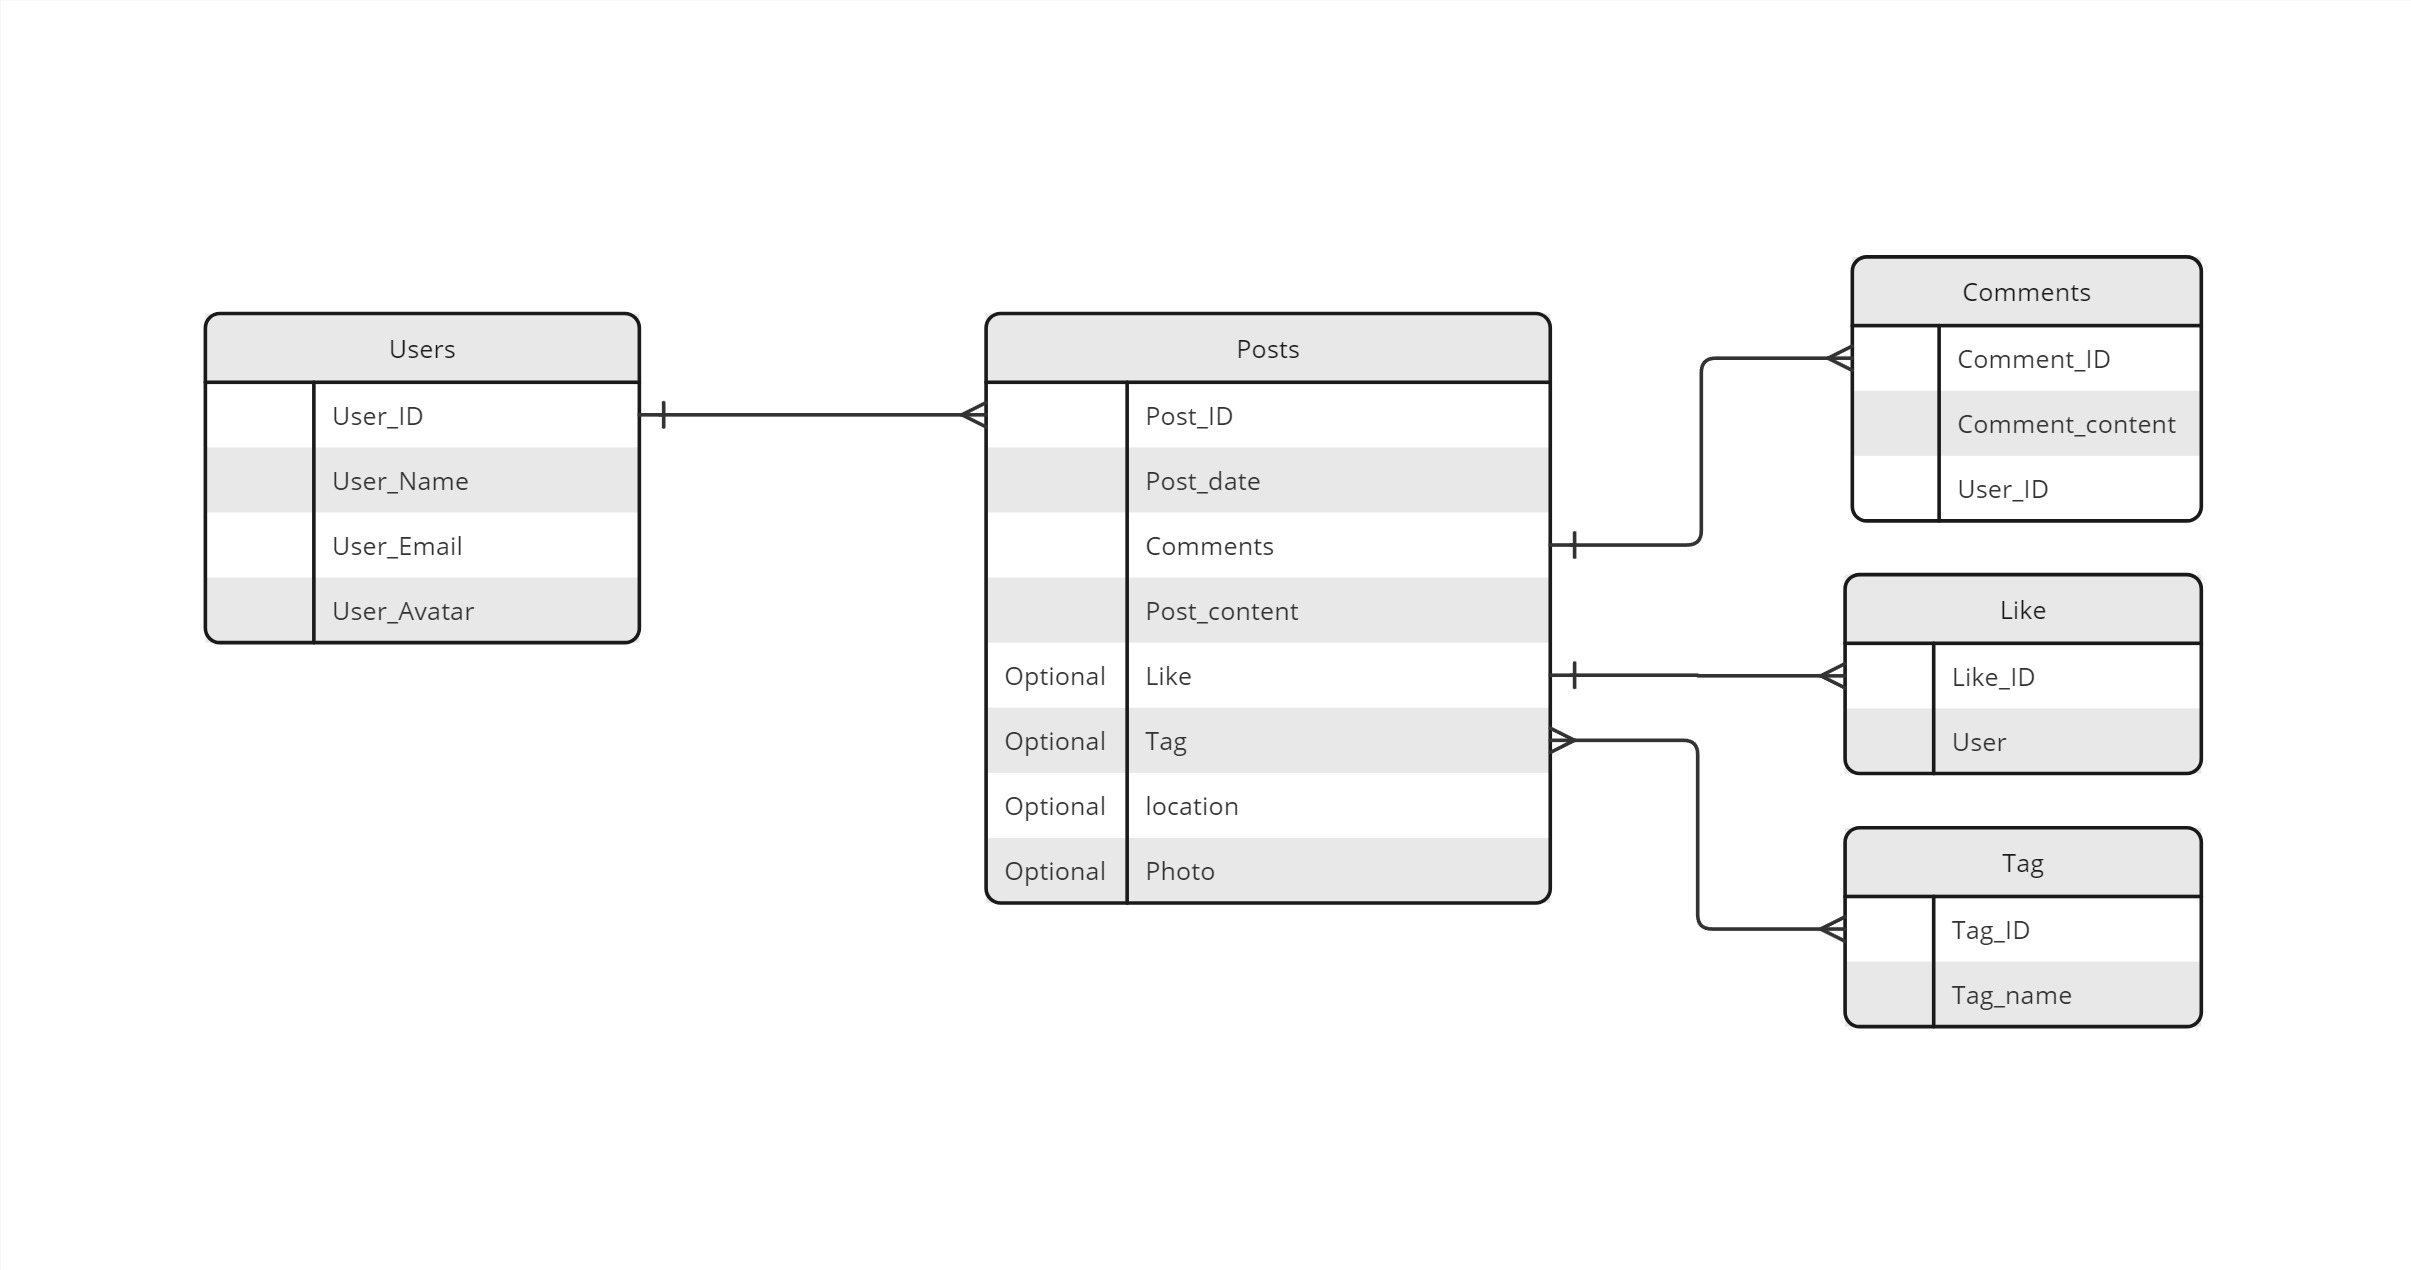 Users
User_ID
User_Name
User_Email
User_Avatar
Posts
Post_ID
Post_date
Comments
Post_content
Optional Like
Optional Tag
Optional location
Optional Photo
Comments
Comment_ID
Comment_content
User_ID
Like
Like_ID
User
Tag
Tag_ID
Tag_name